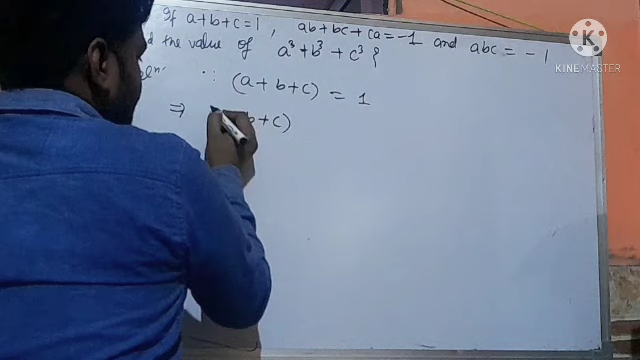 If a+b+c=1, ab+bc+ca=-1 and abc=-1
the value of a³+b³+c³?
∵ (a+b+c) = 1
⇒ b+c)
K
KINEMASTER